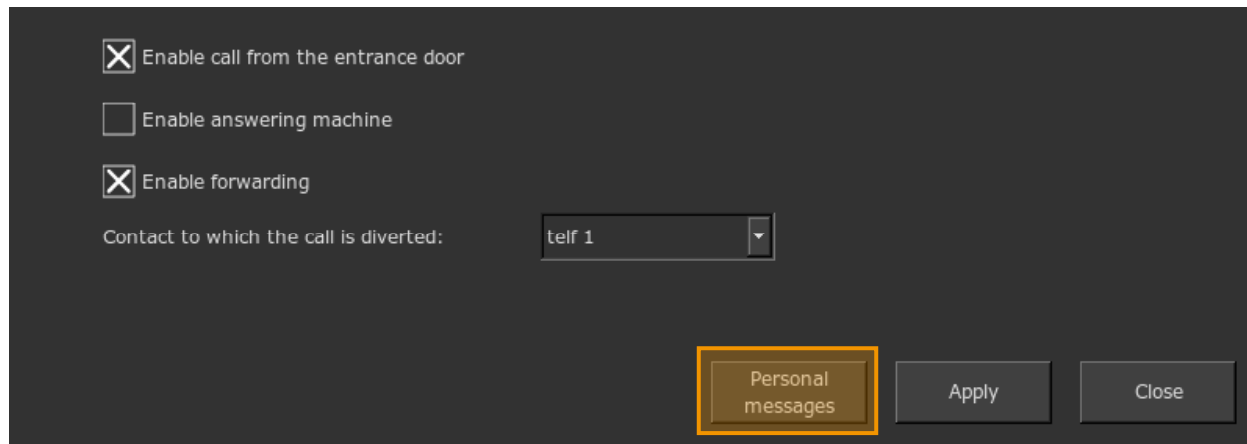 Enable call from the entrance door
Enable answering machine
Enable forwarding
Contact to which the call is diverted:
telf 1
Personal
messages
Apply
Close